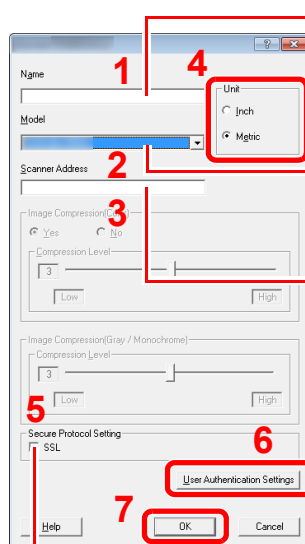 Name
1
4
Unit
Inch
Metric
Model
2
Scanner Address
3
Image Compression(
Yes
No
Compression Level
3
Low
High
Image Compression(Gray / Monochrome)
Compression Level
3
Low
High
5
Secure Protocol Setting
SSL
6
User Authentication Settings
7
Help
OK
Cancel